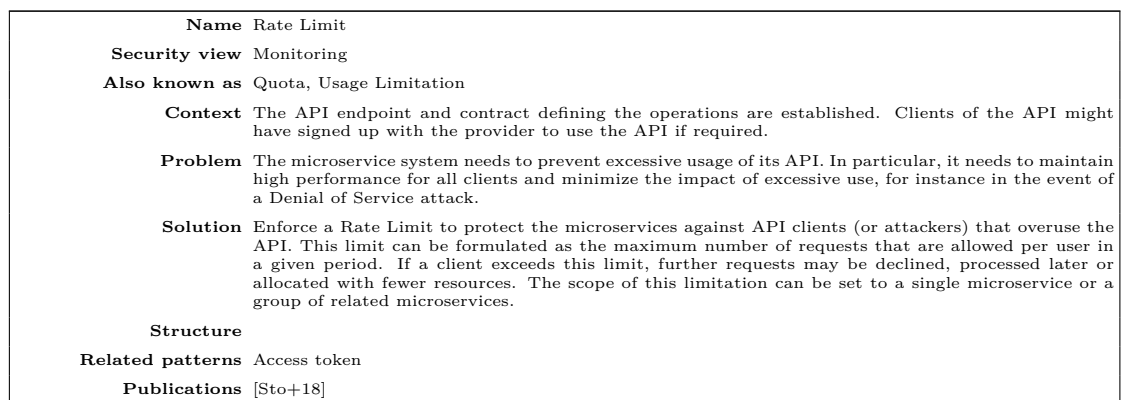 Name Rate Limit
Security view Monitoring
Also known as Quota, Usage Limitation
Context The API endpoint and contract defining the operations are established. Clients of the API might
have signed up with the provider to use the API if required.
Problem The microservice system needs to prevent excessive usage of its API. In particular, it needs to maintain
high performance for all clients and minimize the impact of excessive use, for instance in the event of
a Denial of Service attack.
Solution Enforce a Rate Limit to protect the microservices against API clients (or attackers) that overuse the
API. This limit can be formulated as the maximum number of requests that are allowed per user in
a given period. If a client exceeds this limit, further requests may be declined, processed later or
allocated with fewer resources. The scope of this limitation can be set to a single microservice or a
group of related microservices.
Structure
Related patterns Access token
Publications [Sto+18]